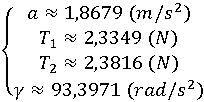 a ≈ 1,8679 (m/s²)
T₁ ≈ 2,3349 (N)
T₂ ≈ 2,3816 (N)
γ ≈ 93,3971 (rad/s²)